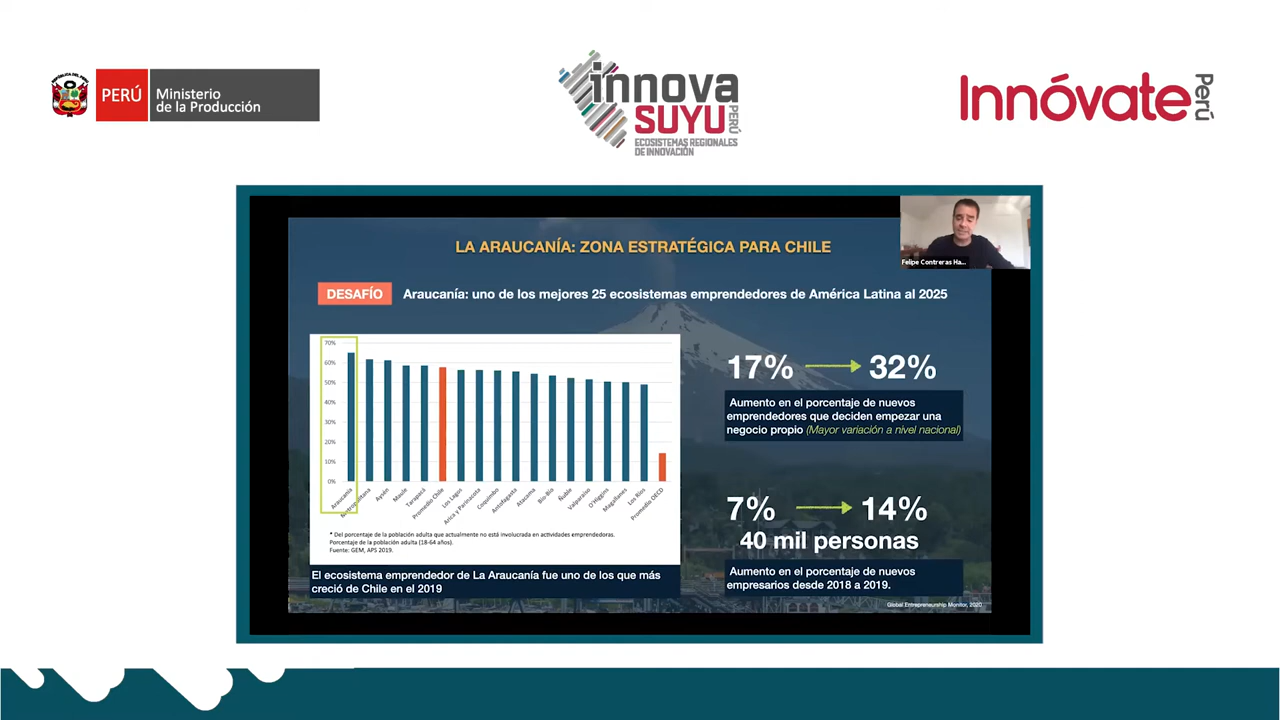 REPÚBLICA DEL PERÚ
PERÚ
Ministerio
de la Producción
innova
SUYU
PERÚ
ECOSISTEMAS REGIONALES
DE INNOVACIÓN
Innóvate
Perú
Felipe Contreras Ha...
LA ARAUCANÍA: ZONA ESTRATÉGICA PARA CHILE
DESAFÍO
Araucanía: uno de los mejores 25 ecosistemas emprendedores de América Latina al 2025
70%
60%
50%
40%
30%
20%
10%
0%
Araucanía
Metropolitana
Aysén
Maule
Tarapacá
Promedio Chile
Los Lagos
Arica y Parinacota
Coquimbo
Antofagasta
Atacama
Bío-Bío
Ñuble
Valparaíso
O'Higgins
Magallanes
Los Ríos
Promedio OECD
* Del porcentaje de la población adulta que actualmente no está involucrada en actividades emprendedoras.
Porcentaje de la población adulta (18-64 años).
Fuente: GEM, APS 2019.
El ecosistema emprendedor de La Araucanía fue uno de los que más
creció de Chile en el 2019
17% 32%
Aumento en el porcentaje de nuevos
emprendedores que deciden empezar una
negocio propio (Mayor variación a nivel nacional)
7% 14%
40 mil personas
Aumento en el porcentaje de nuevos
empresarios desde 2018 a 2019.
Global Entrepreneurship Monitor, 2020